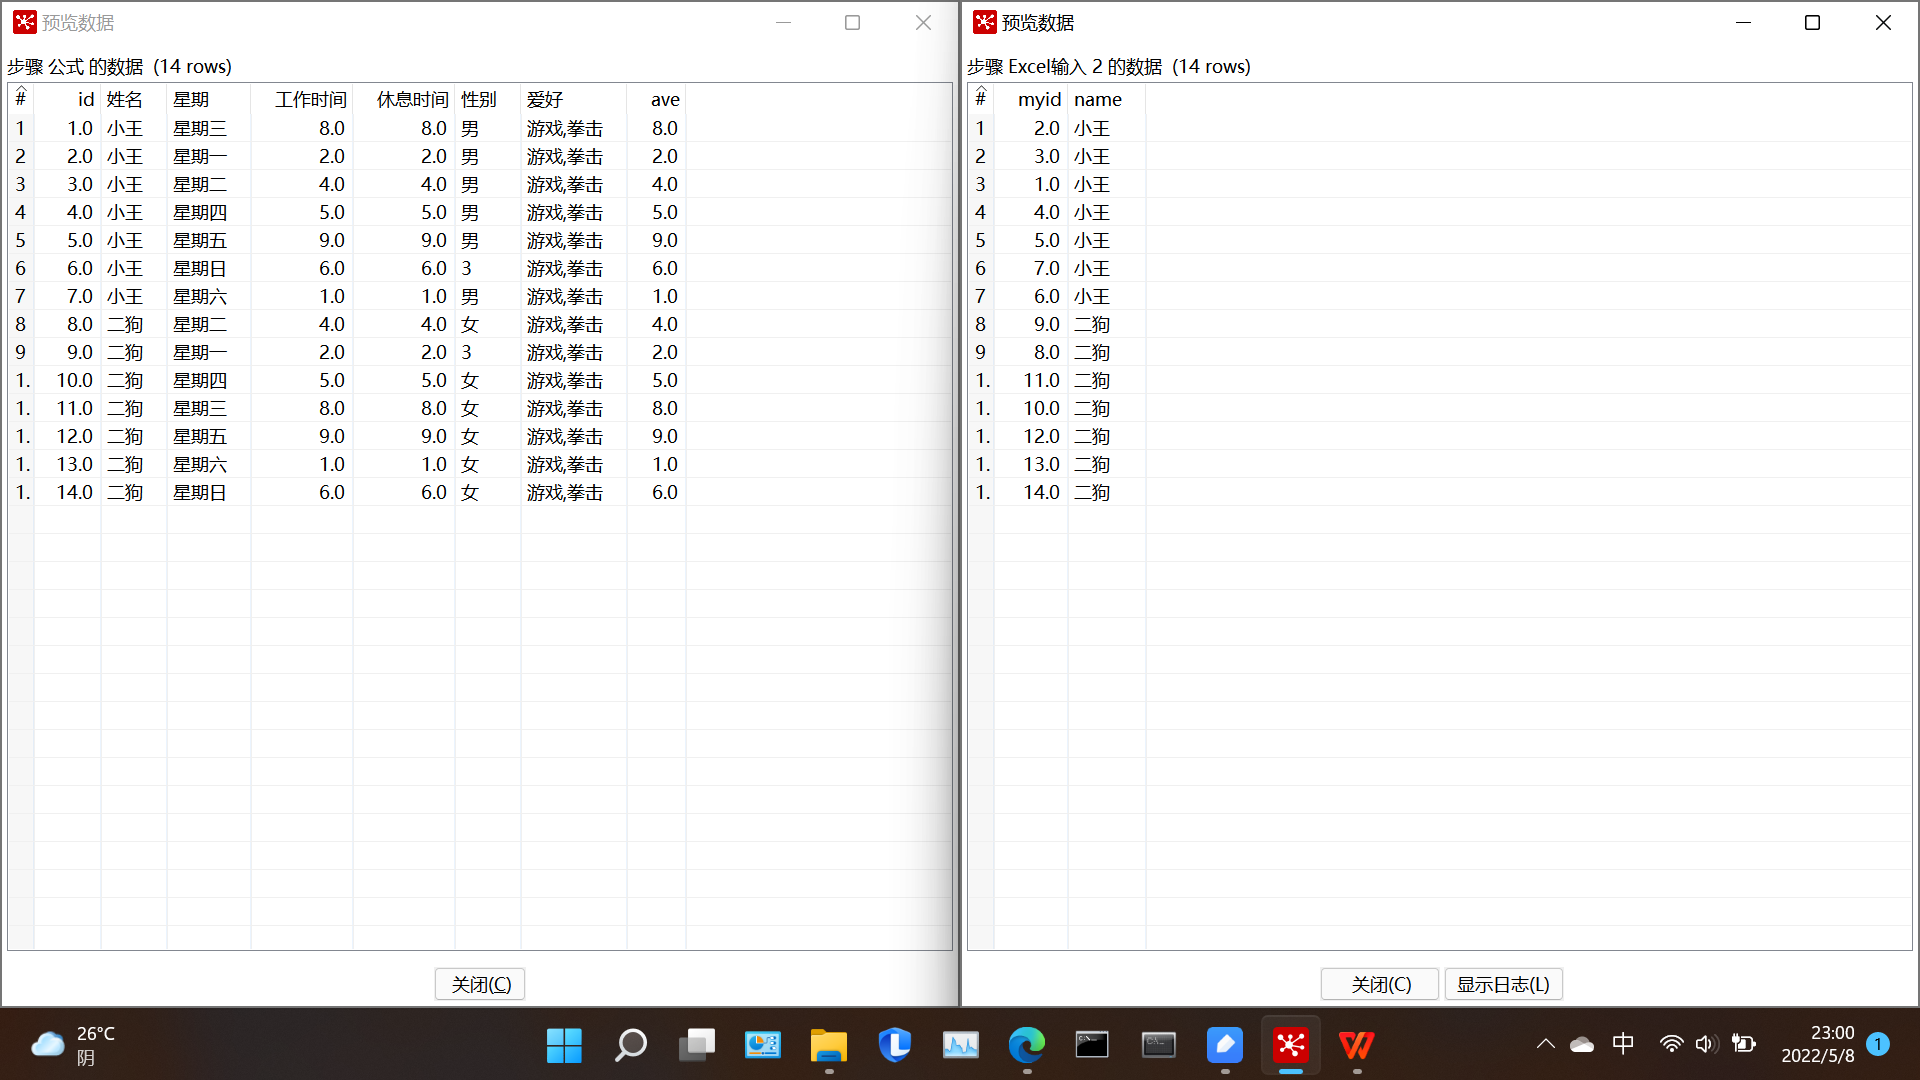 预览数据
步骤 公式 的数据 (14 rows)
# id 姓名 星期 工作时间 休息时间 性别 爱好 ave
1 1.0 小王 星期三 8.0 8.0 男 游戏,拳击 8.0
2 2.0 小王 星期一 2.0 2.0 男 游戏,拳击 2.0
3 3.0 小王 星期二 4.0 4.0 男 游戏,拳击 4.0
4 4.0 小王 星期四 5.0 5.0 男 游戏,拳击 5.0
5 5.0 小王 星期五 9.0 9.0 男 游戏,拳击 9.0
6 6.0 小王 星期日 6.0 6.0 3 游戏,拳击 6.0
7 7.0 小王 星期六 1.0 1.0 男 游戏,拳击 1.0
8 8.0 二狗 星期二 4.0 4.0 女 游戏,拳击 4.0
9 9.0 二狗 星期一 2.0 2.0 3 游戏,拳击 2.0
1. 10.0 二狗 星期四 5.0 5.0 女 游戏,拳击 5.0
1. 11.0 二狗 星期三 8.0 8.0 女 游戏,拳击 8.0
1. 12.0 二狗 星期五 9.0 9.0 女 游戏,拳击 9.0
1. 13.0 二狗 星期六 1.0 1.0 女 游戏,拳击 1.0
1. 14.0 二狗 星期日 6.0 6.0 女 游戏,拳击 6.0
关闭(C)
预览数据
步骤 Excel输入 2 的数据 (14 rows)
# myid name
1 2.0 小王
2 3.0 小王
3 1.0 小王
4 4.0 小王
5 5.0 小王
6 7.0 小王
7 6.0 小王
8 9.0 二狗
9 8.0 二狗
1. 11.0 二狗
1. 10.0 二狗
1. 12.0 二狗
1. 13.0 二狗
1. 14.0 二狗
关闭(C) 显示日志(L)
26°C
阴
中
23:00
2022/5/8
1